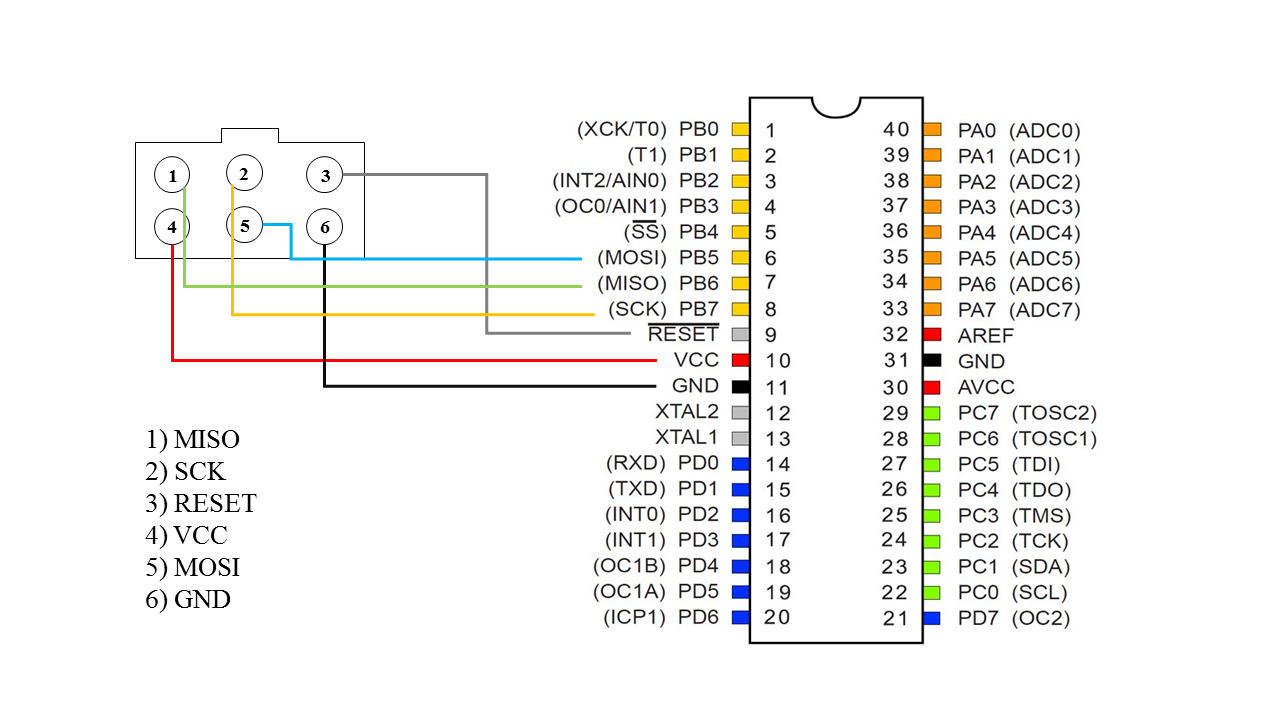 1 2 3
4 5 6
1) MISO
2) SCK
3) RESET
4) VCC
5) MOSI
6) GND
(XCK/T0) PB0 1 40 PA0 (ADC0)
(T1) PB1 2 39 PA1 (ADC1)
(INT2/AIN0) PB2 3 38 PA2 (ADC2)
(OC0/AIN1) PB3 4 37 PA3 (ADC3)
(SS) PB4 5 36 PA4 (ADC4)
(MOSI) PB5 6 35 PA5 (ADC5)
(MISO) PB6 7 34 PA6 (ADC6)
(SCK) PB7 8 33 PA7 (ADC7)
RESET 9 32 AREF
VCC 10 31 GND
GND 11 30 AVCC
XTAL2 12 29 PC7 (TOSC2)
XTAL1 13 28 PC6 (TOSC1)
(RXD) PD0 14 27 PC5 (TDI)
(TXD) PD1 15 26 PC4 (TDO)
(INT0) PD2 16 25 PC3 (TMS)
(INT1) PD3 17 24 PC2 (TCK)
(OC1B) PD4 18 23 PC1 (SDA)
(OC1A) PD5 19 22 PC0 (SCL)
(ICP1) PD6 20 21 PD7 (OC2)